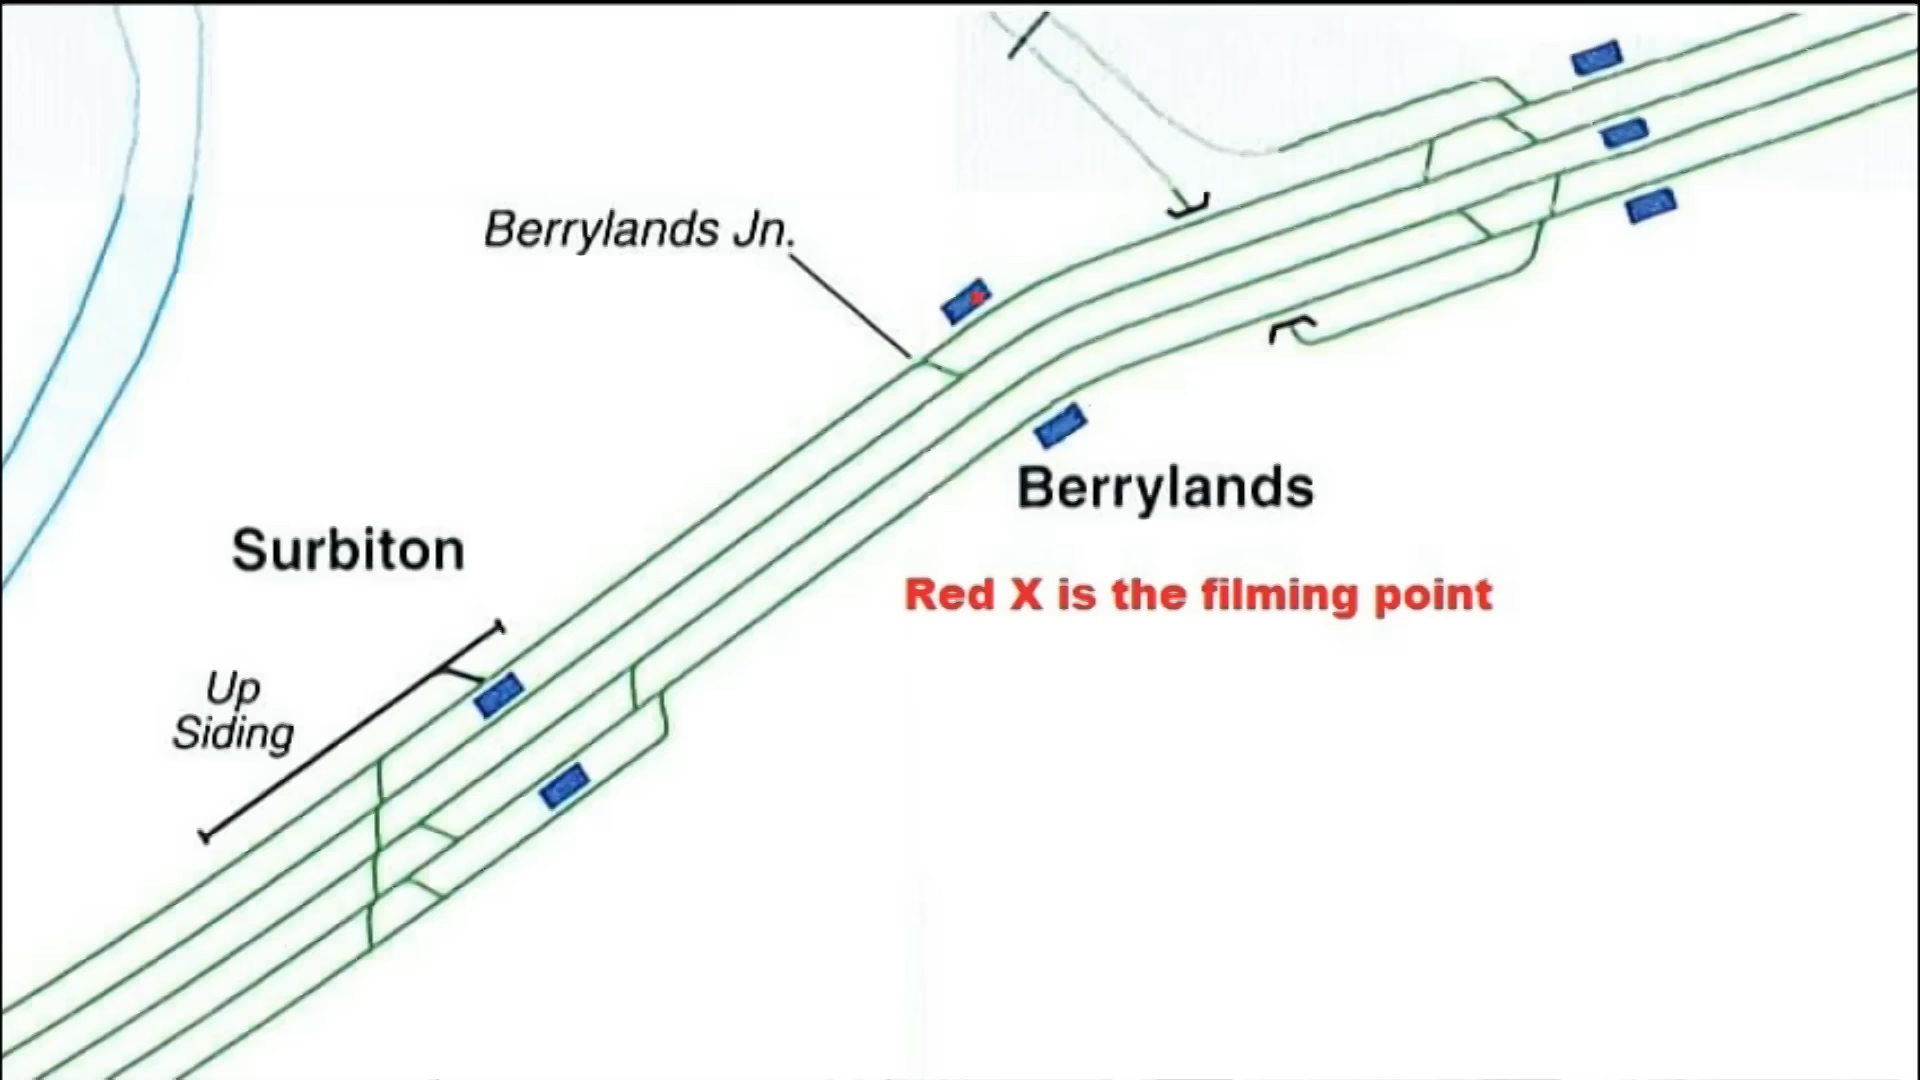 Berrylands Jn.
Berrylands
Surbiton
Red X is the filming point
Up
Siding